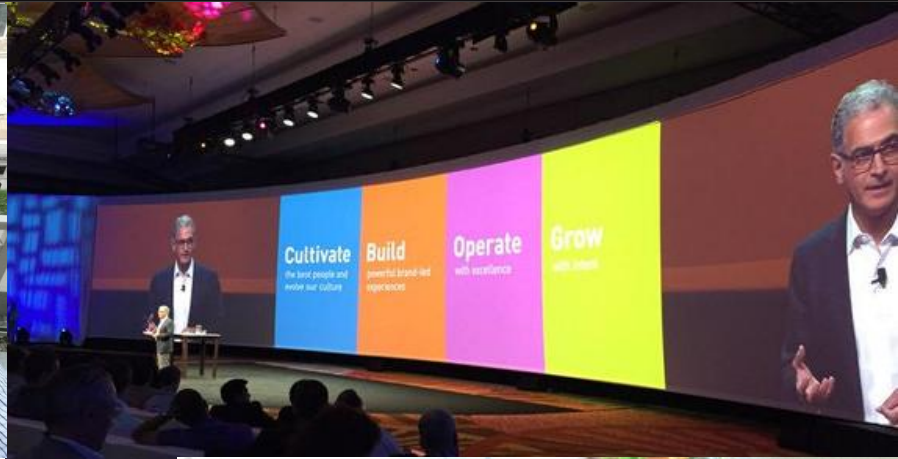 Cultivate
the best people and
evolve our culture
Build
powerful brand-led
experiences
Operate
with excellence
Grow
with intent